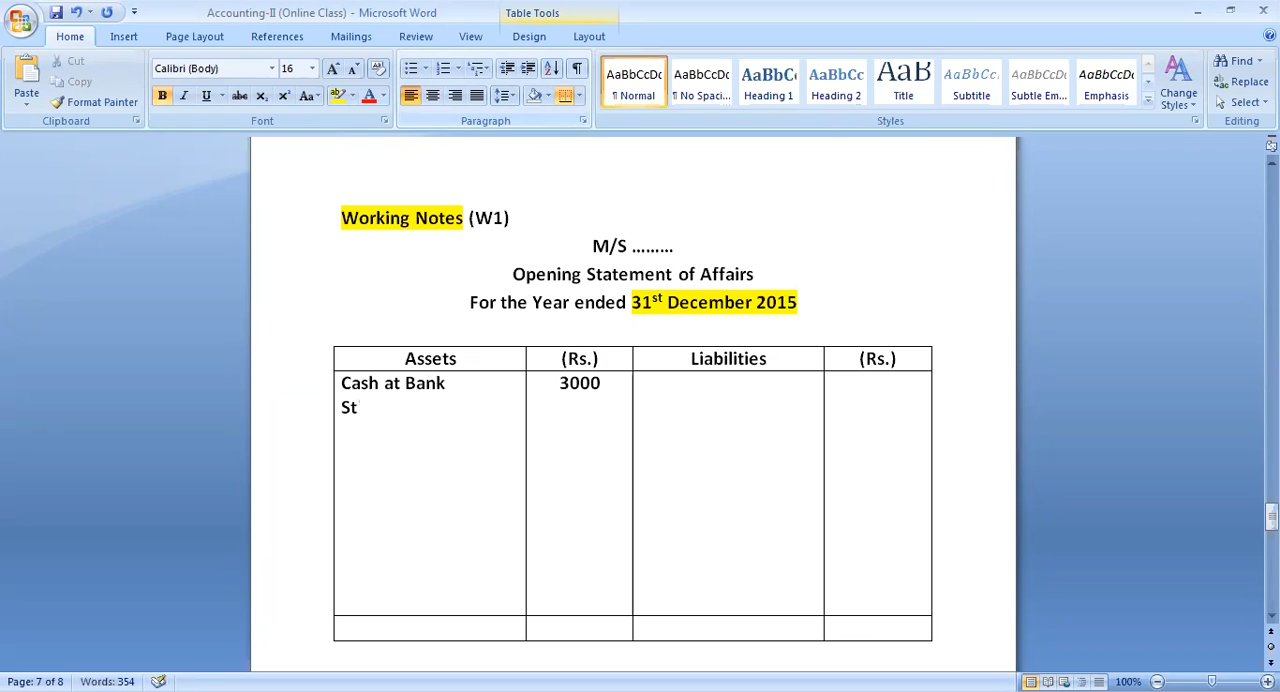 Accounting-II (Online Class) - Microsoft Word
Table Tools
Home Insert Page Layout References Mailings Review View Design Layout
Paste
Cut
Copy
Format Painter
Clipboard
Calibri (Body) 16
B I U abc X₂ X² Aa
Font
Paragraph
AaBbCcDc AaBbCcDc AaBbC AaBbCc AaB AaBbCc. AaBbCcDc AaBbCcDc
¶ Normal ¶ No Spaci... Heading 1 Heading 2 Title Subtitle Subtle Em... Emphasis
Change Styles
Styles
Find
Replace
Select
Editing
Working Notes (W1)
M/S .........
Opening Statement of Affairs
For the Year ended 31st December 2015
Assets (Rs.) Liabilities (Rs.)
Cash at Bank 3000
St
Page: 7 of 8 Words: 354 100%